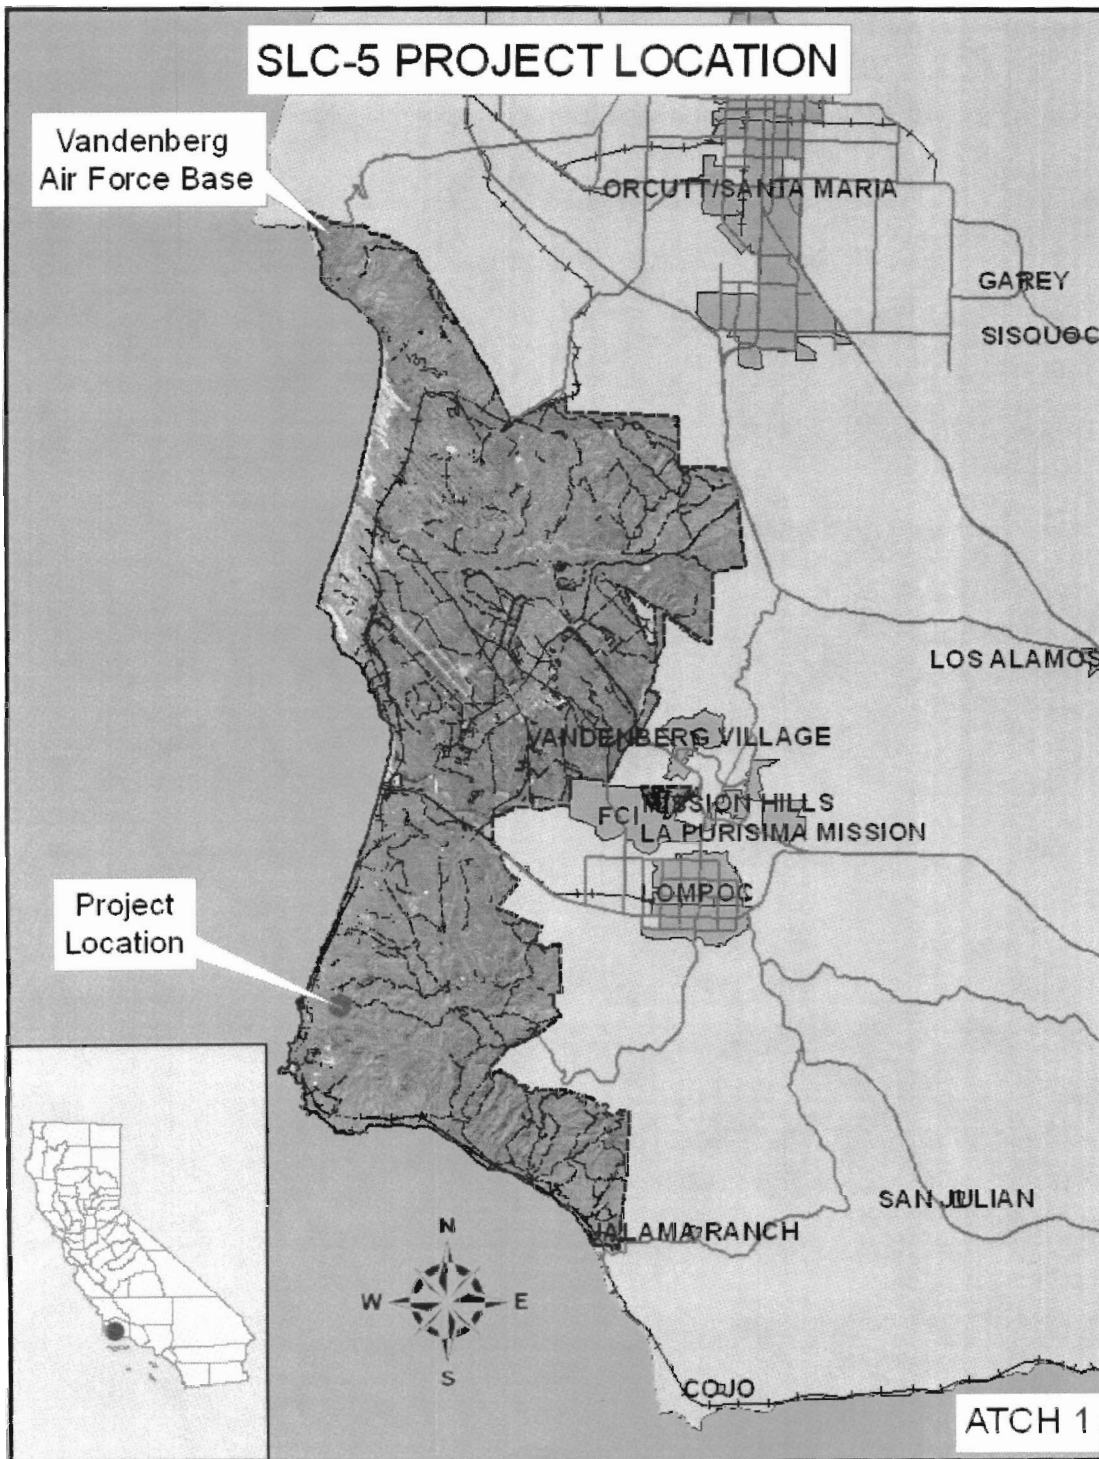 SLC-5 PROJECT LOCATION
Vandenberg
Air Force Base
ORCUTT/SANTA MARIA
GAREY
SISQUOC
LOS ALAMOS
VANDENBERG VILLAGE
MISSION HILLS
FCI
LA PURISIMA MISSION
LOMPOC
Project
Location
SAN JULIAN
JALAMA RANCH
N
W
E
S
COJO
ATCH 1